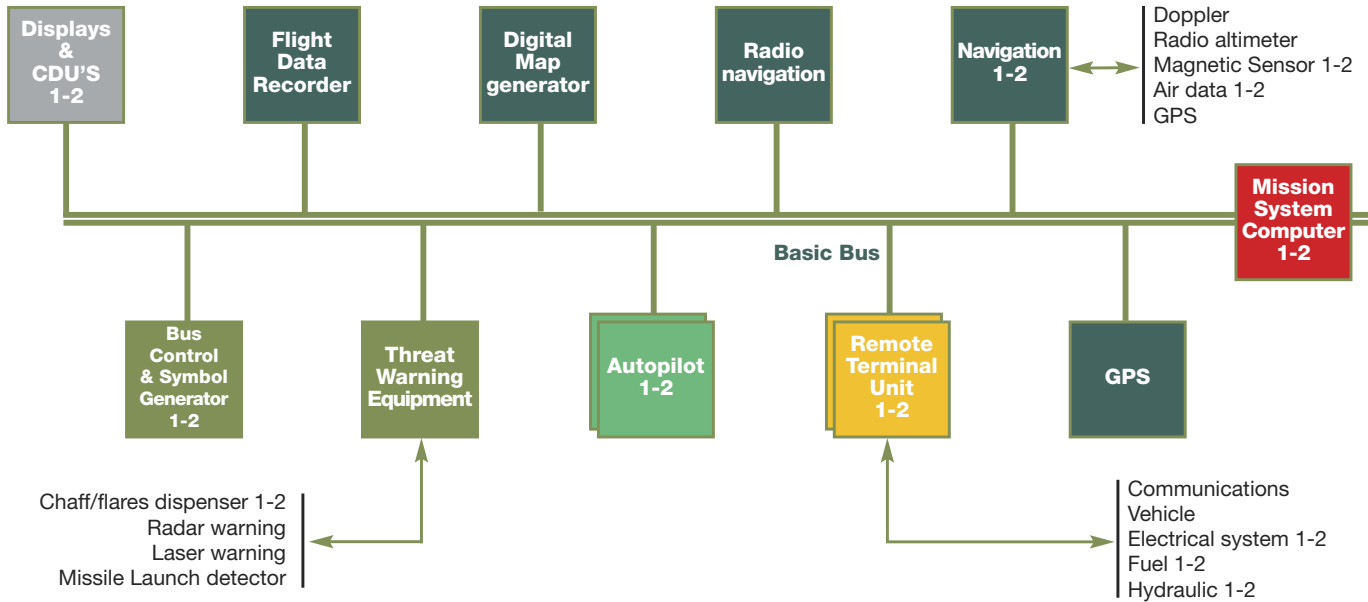 Displays
&
CDU'S
1-2
Flight
Data
Recorder
Digital
Map
generator
Radio
navigation
Navigation
1-2
Doppler
Radio altimeter
Magnetic Sensor 1-2
Air data 1-2
GPS
Mission
System
Computer
1-2
Basic Bus
Bus
Control
& Symbol
Generator
1-2
Threat
Warning
Equipment
Autopilot
1-2
Remote
Terminal
Unit
1-2
GPS
Chaff/flares dispenser 1-2
Radar warning
Laser warning
Missile Launch detector
Communications
Vehicle
Electrical system 1-2
Fuel 1-2
Hydraulic 1-2